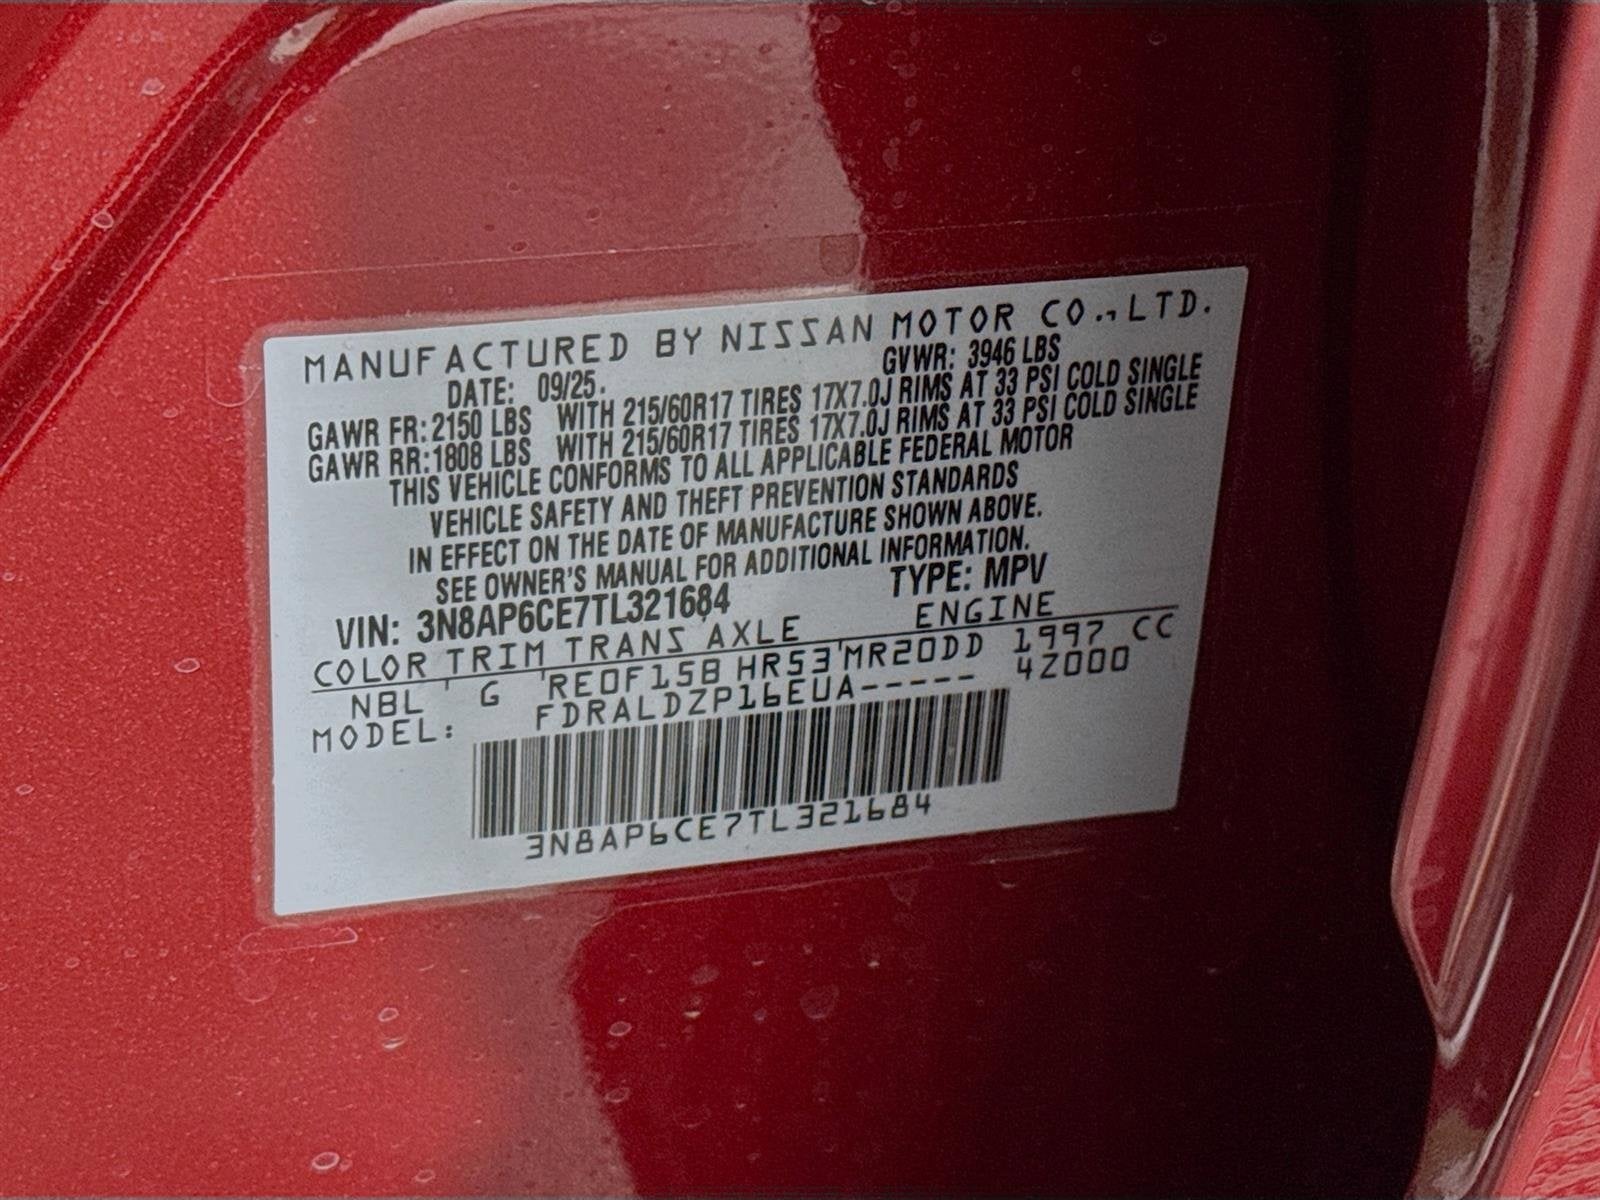 MANUFACTURED BY NISSAN MOTOR CO., LTD.
DATE: 09/25. GVWR: 3946 LBS
GAWR FR: 2150 LBS WITH 215/60R17 TIRES 17X7.0J RIMS AT 33 PSI COLD SINGLE
GAWR RR: 1808 LBS WITH 215/60R17 TIRES 17X7.0J RIMS AT 33 PSI COLD SINGLE
THIS VEHICLE CONFORMS TO ALL APPLICABLE FEDERAL MOTOR
VEHICLE SAFETY AND THEFT PREVENTION STANDARDS
IN EFFECT ON THE DATE OF MANUFACTURE SHOWN ABOVE.
SEE OWNER'S MANUAL FOR ADDITIONAL INFORMATION.
VIN: 3N8AP6CE7TL321684 TYPE: MPV
COLOR TRIM TRANS AXLE ENGINE
NBL G RE0F15B HR53 MR20DD 1997 CC
MODEL: FDRALDZP16EUA----- 4Z000
3N8AP6CE7TL321684